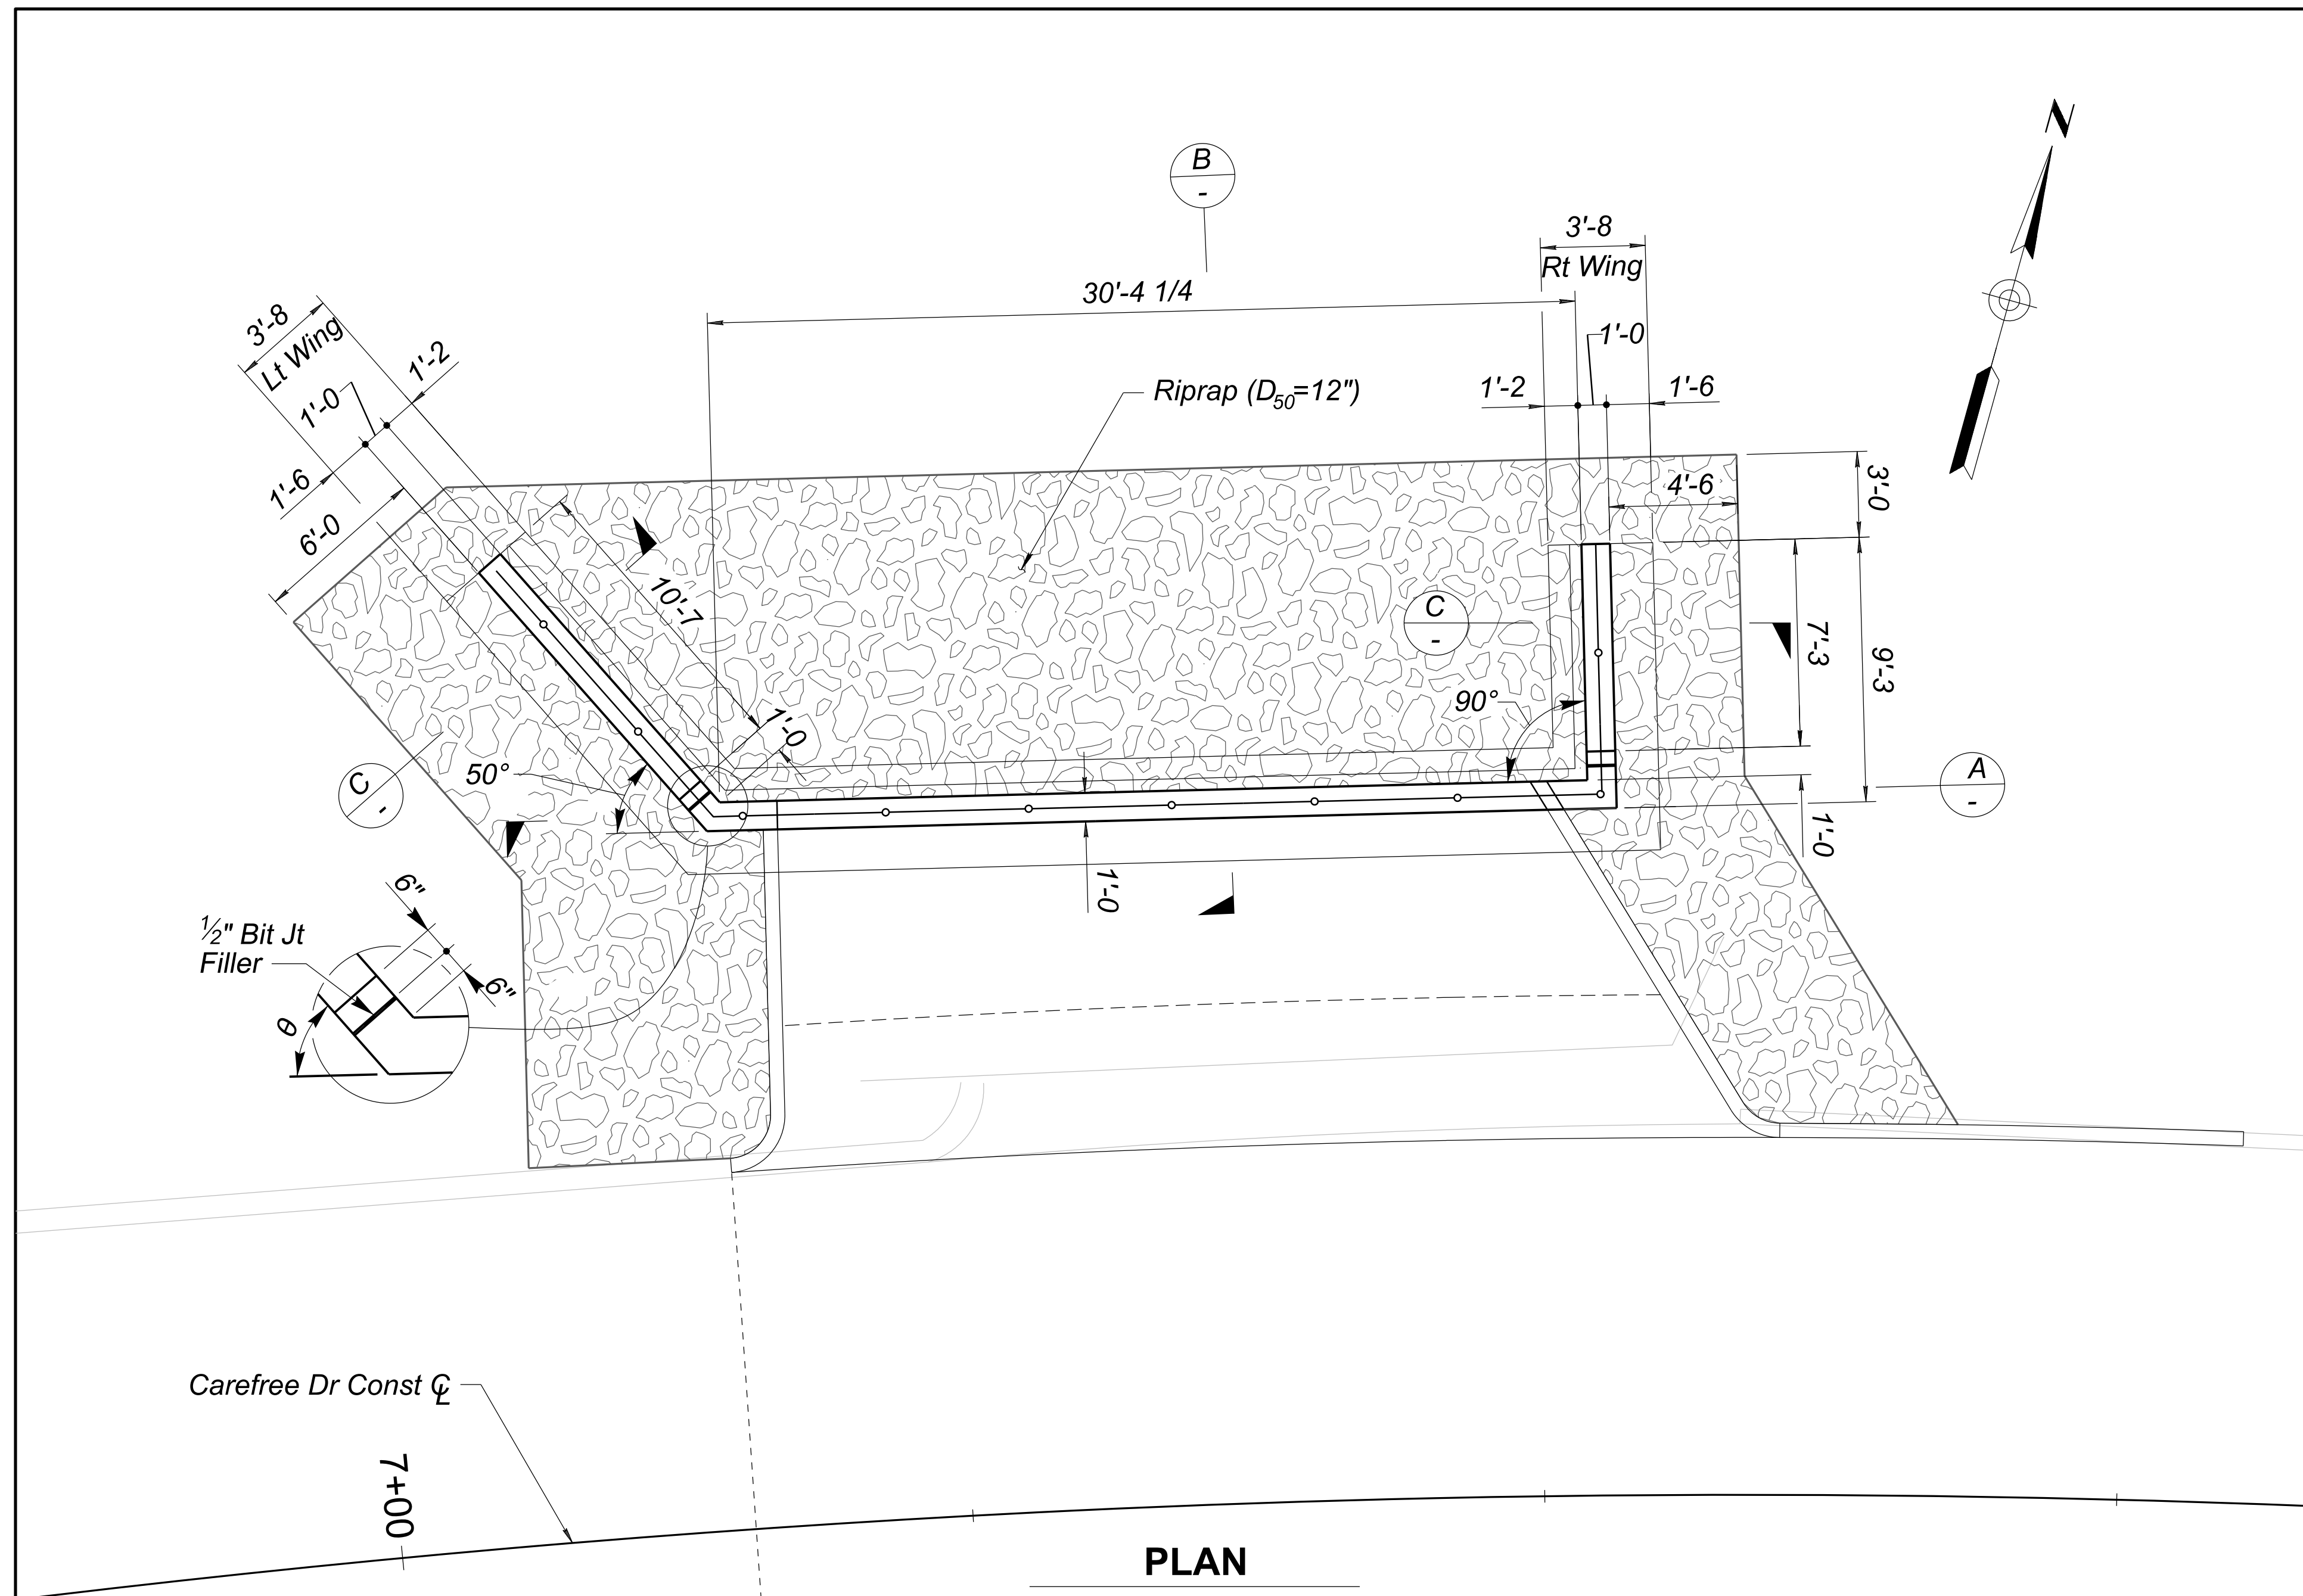 N
B
-
3'-8
Rt Wing
30'-4 1/4
3'-8
Lt Wing
1'-2
1'-0
1'-0
Riprap (D50=12")
1'-2
1'-6
1'-6
6'-0
4'-6
3'-0
10'-7
C
-
7'-3
9'-3
90°
1'-0
50°
C
-
A
-
1'-0
1'-0
6"
½" Bit Jt
Filler
6"
θ
Carefree Dr Const ℄
7+00
PLAN